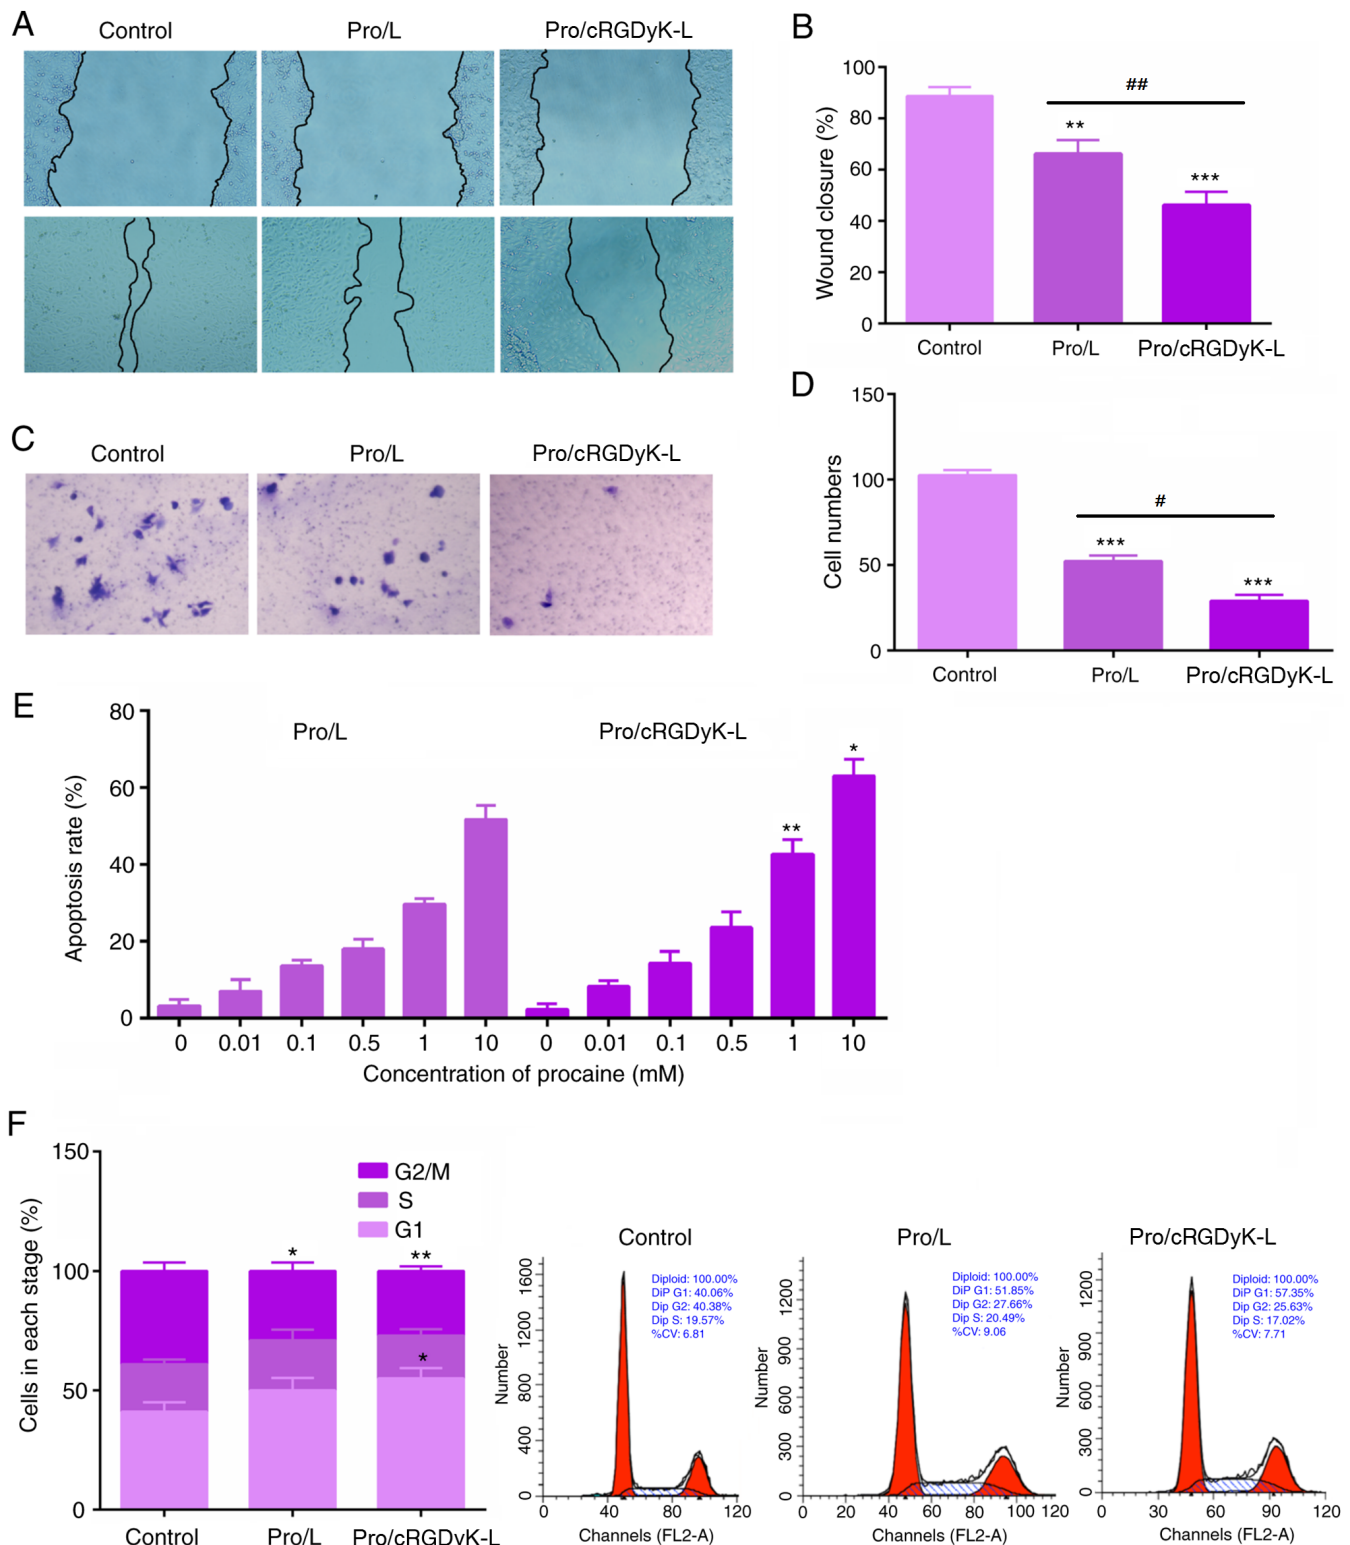 A
Control
Pro/L
Pro/cRGDyK-L
B
Wound closure (%)
100
80
60
40
20
0
##
**
***
Control
Pro/L
Pro/cRGDyK-L
C
Control
Pro/L
Pro/cRGDyK-L
D
Cell numbers
150
100
50
0
#
***
***
Control
Pro/L
Pro/cRGDyK-L
E
Apoptosis rate (%)
80
60
40
20
0
Pro/L
Pro/cRGDyK-L
**
*
0 0.01 0.1 0.5 1 10 0 0.01 0.1 0.5 1 10
Concentration of procaine (mM)
F
Cells in each stage (%)
150
100
50
0
G2/M
S
G1
*
**
*
Control
Pro/L
Pro/cRGDyK-L
Control
Number
1600
1200
800
400
0
Diploid: 100.00%
DiP G1: 40.06%
Dip G2: 40.38%
Dip S: 19.57%
%CV: 6.81
0 40 80 120
Channels (FL2-A)
Pro/L
Number
1200
900
600
300
0
Diploid: 100.00%
DiP G1: 51.85%
Dip G2: 27.66%
Dip S: 20.49%
%CV: 9.06
0 20 40 60 80 100 120
Channels (FL2-A)
Pro/cRGDyK-L
Number
1200
900
600
300
0
Diploid: 100.00%
DiP G1: 57.35%
Dip G2: 25.63%
Dip S: 17.02%
%CV: 7.71
0 30 60 90 120
Channels (FL2-A)